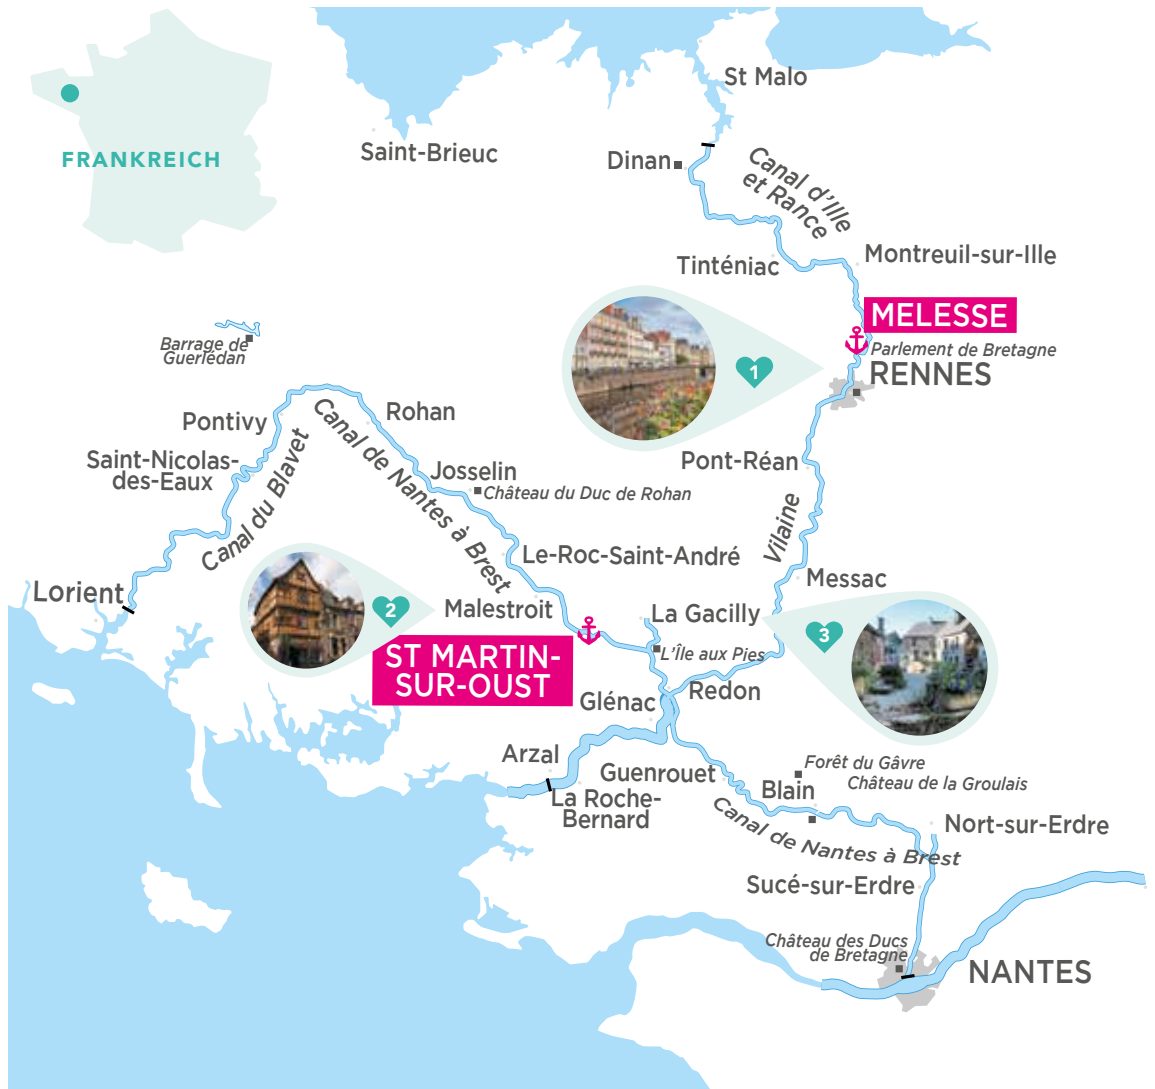 St Malo
FRANKREICH
Saint-Brieuc
Dinan
Canal d'Ille
et Rance
Tinténiac
Montreuil-sur-Ille
MELESSE
Parlement de Bretagne
RENNES
1
Barrage de
Guerlédan
Pontivy
Rohan
Saint-Nicolas-
des-Eaux
Canal du Blavet
Canal de Nantes à Brest
Josselin
Château du Duc de Rohan
Pont-Réan
Vilaine
Le-Roc-Saint-André
Messac
Lorient
2
Malestroit
La Gacilly
3
ST MARTIN-
SUR-OUST
L'Île aux Pies
Glénac
Redon
Arzal
Guenrouet
La Roche-
Bernard
Forêt du Gâvre
Château de la Groulais
Blain
Canal de Nantes à Brest
Nort-sur-Erdre
Sucé-sur-Erdre
Château des Ducs
de Bretagne
NANTES